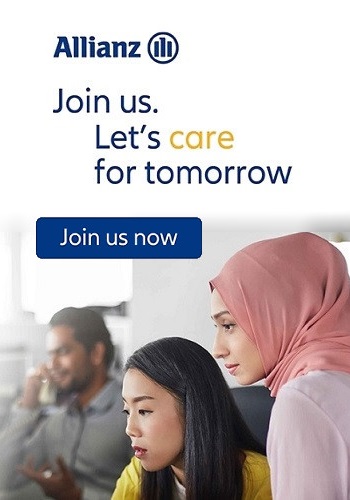 Allianz
Join us.
Let's care
for tomorrow
Join us now